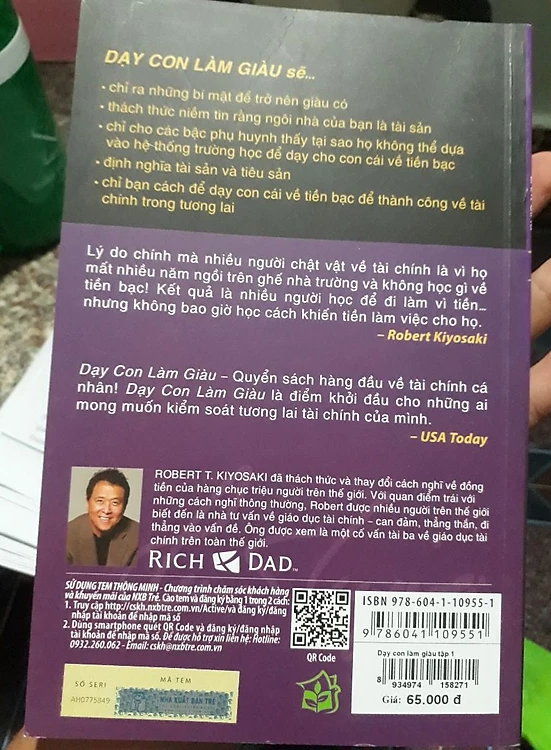 DẠY CON LÀM GIÀU sẽ...
• chỉ ra những bí mật để trở nên giàu có
• thách thức niềm tin rằng ngôi nhà của bạn là tài sản
• chỉ cho các bậc phụ huynh thấy tại sao họ không thể dựa
vào hệ thống trường học để dạy cho con cái về tiền bạc
• định nghĩa tài sản và tiêu sản
• chỉ bạn cách để dạy con cái về tiền bạc để thành công về tài
chính trong tương lai
Lý do chính mà nhiều người chật vật về tài chính là vì họ
mất nhiều năm ngồi trên ghế nhà trường và không học gì về
tiền bạc! Kết quả là nhiều người học để đi làm vì tiền...
nhưng không bao giờ học cách khiến tiền làm việc cho họ.
– Robert Kiyosaki
Dạy Con Làm Giàu – Quyển sách hàng đầu về tài chính cá
nhân! Dạy Con Làm Giàu là điểm khởi đầu cho những ai
mong muốn kiểm soát tương lai tài chính của mình.
– USA Today
ROBERT T. KIYOSAKI đã thách thức và thay đổi cách nghĩ về đồng
tiền của hàng chục triệu người trên thế giới. Với quan điểm trái với
những cách nghĩ thông thường, Robert được nhiều người trên thế giới
biết đến là nhà tư vấn về giáo dục tài chính – can đảm, thẳng thắn, đi
thẳng vào vấn đề. Ông được xem là một cố vấn tài ba về giáo dục tài
chính trên toàn thế giới.
RICH DAD™
SỬ DỤNG TEM THÔNG MINH - Chương trình chăm sóc khách hàng
và khuyến mãi của NXB Trẻ. Cào tem và đăng ký bằng 1 trong 2 cách:
1. Truy cập http://cskh.nxbtre.com.vn/Active/và đăng ký/đăng
nhập tài khoản để nhập mã số
2. Dùng smartphone quét QR Code và đăng ký/đăng nhập
tài khoản để nhập mã số. Để được hỗ trợ xin liên hệ: Hotline:
0932.260.062 - Email: cskh@nxbtre.com.vn
QR Code
ISBN 978-604-1-10955-1
9 786041 109551
Dạy con làm giàu tập 1
8 934974 158271
Giá: 65.000 đ
SỐ SERI
AH0775849
MÃ TEM
NHÀ XUẤT BẢN TRẺ